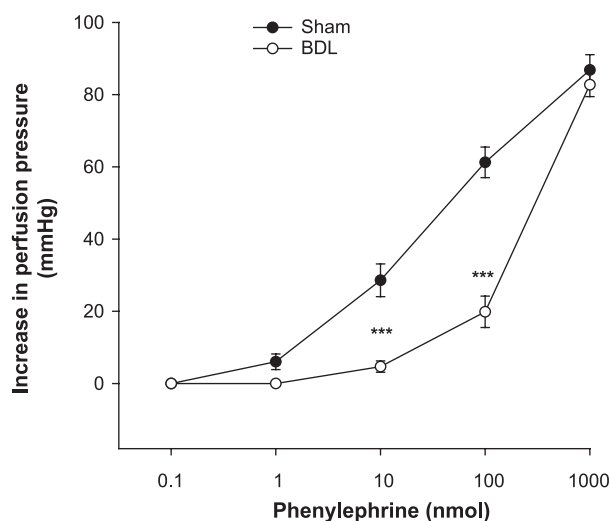 100
80
60
40
20
0
Increase in perfusion pressure
(mmHg)
Sham
BDL
***
***
0.1 1 10 100 1000
Phenylephrine (nmol)